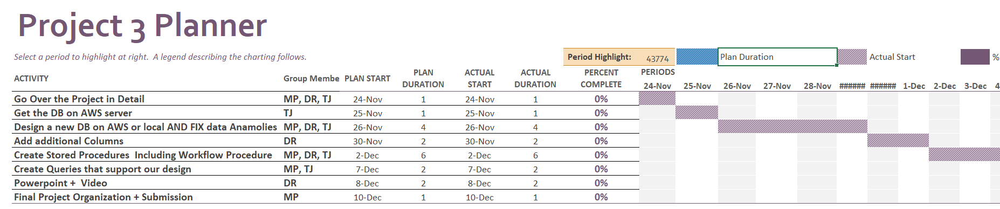 Project 3 Planner
Select a period to highlight at right.  A legend describing the charting follows.
Period Highlight: 43774 Plan Duration Actual Start %
ACTIVITY Group Membe PLAN START PLAN DURATION ACTUAL START ACTUAL DURATION PERCENT COMPLETE PERIODS
24-Nov 25-Nov 26-Nov 27-Nov 28-Nov ###### ###### 1-Dec 2-Dec 3-Dec 4
Go Over the Project in Detail MP, DR, TJ 24-Nov 1 24-Nov 1 0%
Get the DB on AWS server TJ 25-Nov 1 25-Nov 1 0%
Design a new DB on AWS or local AND FIX data Anamolies MP, DR, TJ 26-Nov 4 26-Nov 4 0%
Add additional Columns DR 30-Nov 2 30-Nov 2 0%
Create Stored Procedures  Including Workflow Procedure MP, DR, TJ 2-Dec 6 2-Dec 6 0%
Create Queries that support our design MP, TJ 7-Dec 2 7-Dec 2 0%
Powerpoint +  Video DR 8-Dec 2 8-Dec 2 0%
Final Project Organization + Submission MP 10-Dec 1 10-Dec 1 0%